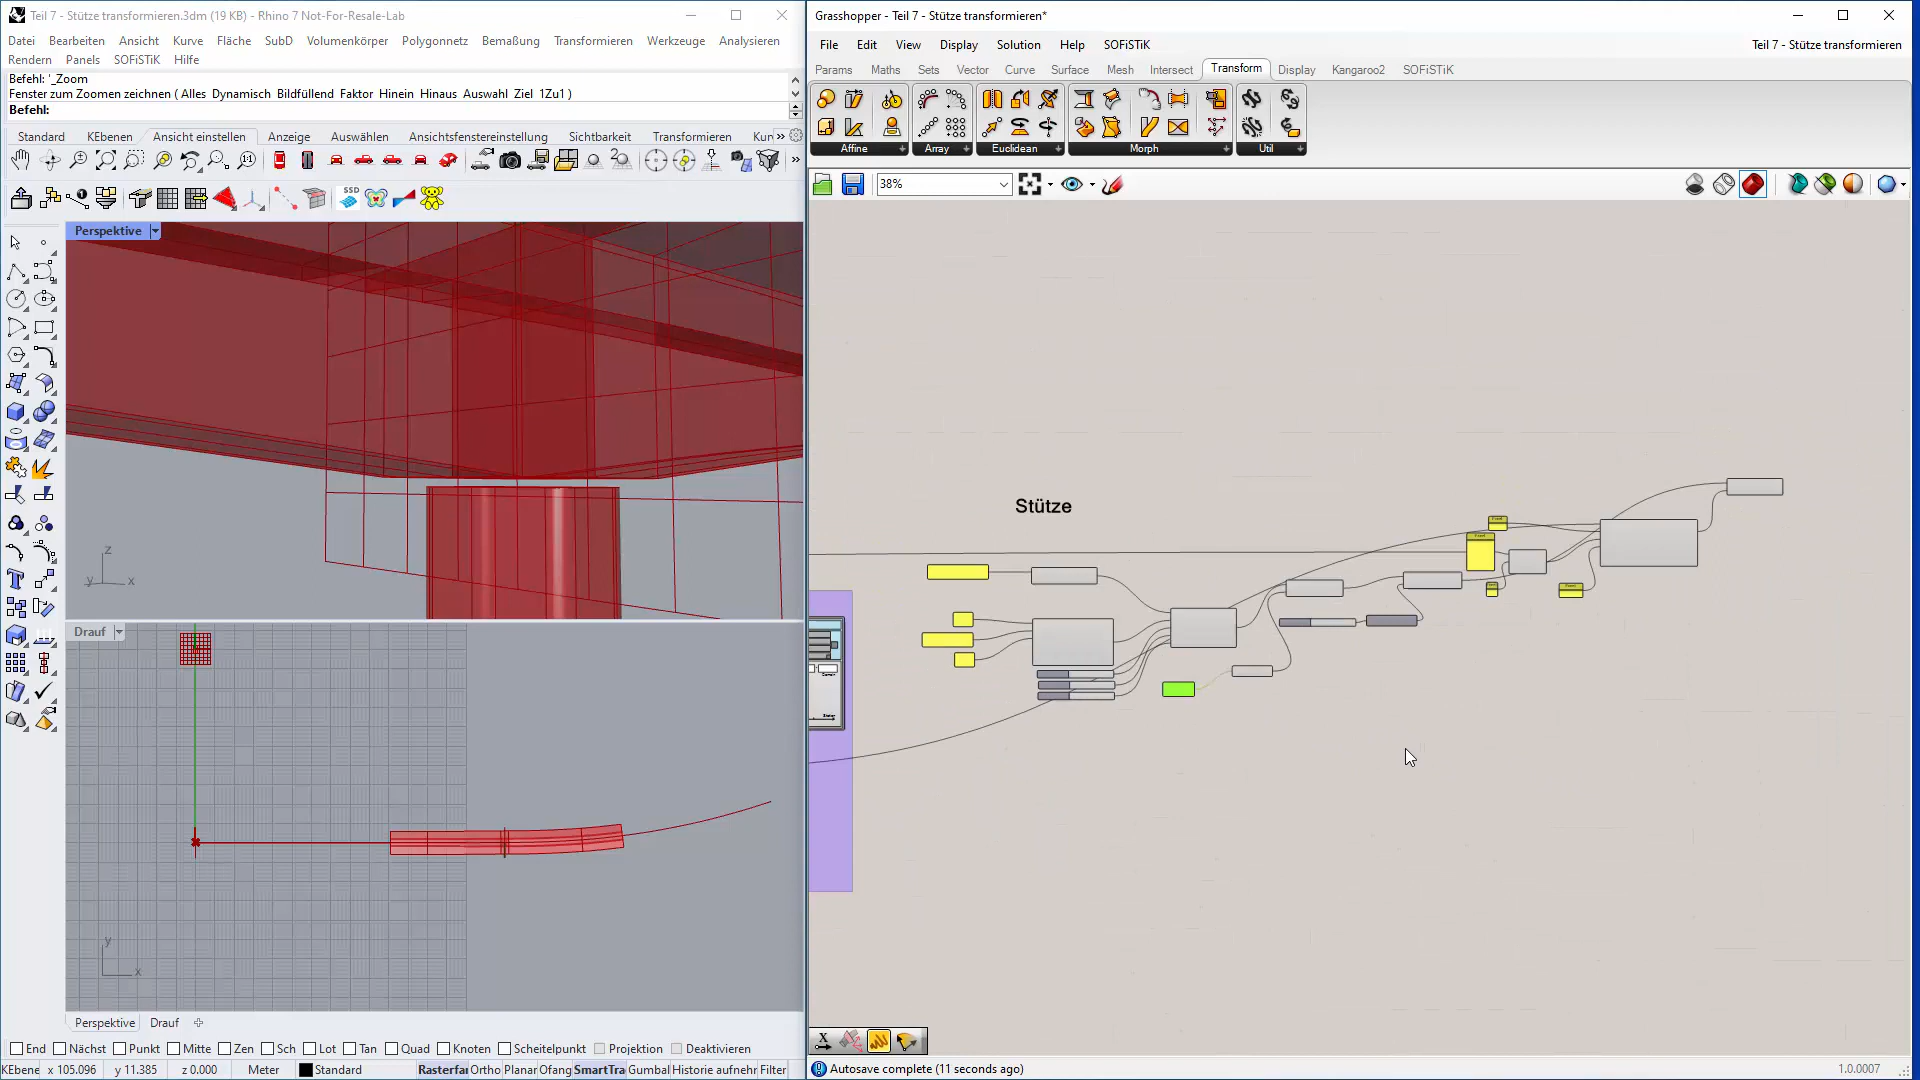 Teil 7 - Stütze transformieren.3dm (19 KB) - Rhino 7 Not-For-Resale-Lab
Datei Bearbeiten Ansicht Kurve Fläche SubD Volumenkörper Polygonnetz Bemaßung Transformieren Werkzeuge Analysieren
Rendern Panels SOFiSTiK Hilfe
Befehl: '_Zoom
Fenster zum Zoomen zeichnen ( Alles Dynamisch Bildfüllend Faktor Hinein Hinaus Auswahl Ziel 1Zu1 )
Befehl:
Standard KEbenen Ansicht einstellen Anzeige Auswählen Ansichtsfenstereinstellung Sichtbarkeit Transformieren Kur »
SSD
Perspektive
z
y x
Drauf
y
x
Perspektive Drauf
End Nächst Punkt Mitte Zen Sch Lot Tan Quad Knoten Scheitelpunkt Projektion Deaktivieren
KEbene x 105.096 y 11.385 z 0.000 Meter Standard Rasterfa Ortho Planar Ofang SmartTra Gumbal Historie aufnehr Filter
Grasshopper - Teil 7 - Stütze transformieren*
File Edit View Display Solution Help SOFiSTiK
Teil 7 - Stütze transformieren
Params Maths Sets Vector Curve Surface Mesh Intersect Transform Display Kangaroo2 SOFiSTiK
Affine Array Euclidean Morph Util
38%
Stütze
Autosave complete (11 seconds ago)
1.0.0007